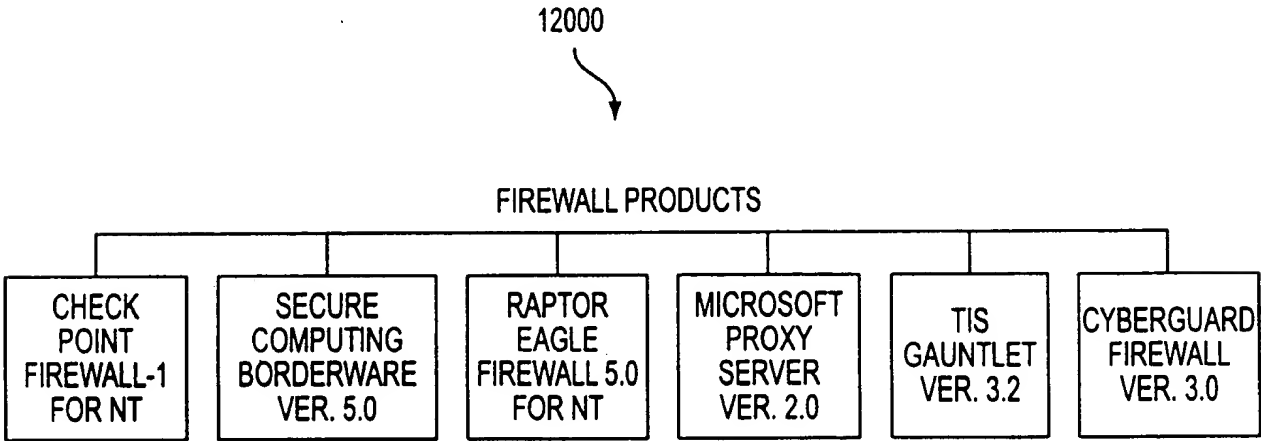 12000
FIREWALL PRODUCTS
CHECK
POINT
FIREWALL-1
FOR NT
SECURE
COMPUTING
BORDERWARE
VER. 5.0
RAPTOR
EAGLE
FIREWALL 5.0
FOR NT
MICROSOFT
PROXY
SERVER
VER. 2.0
TIS
GAUNTLET
VER. 3.2
CYBERGUARD
FIREWALL
VER. 3.0